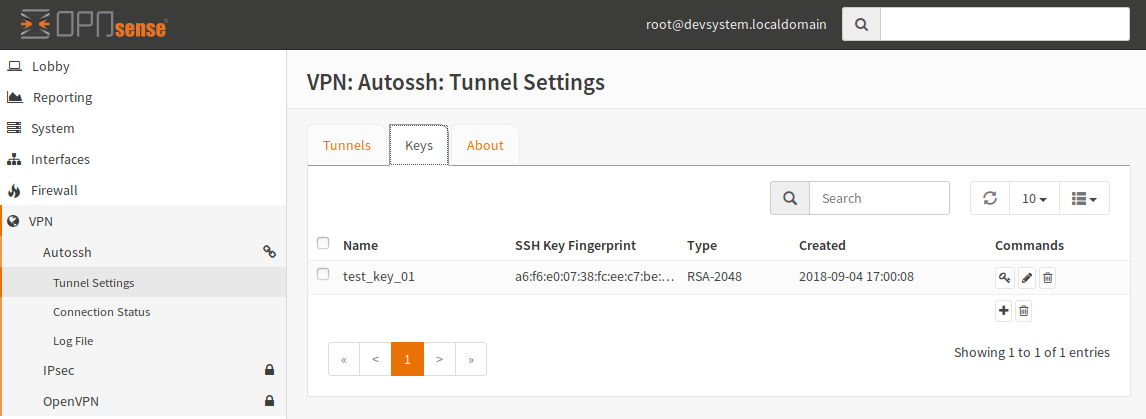 OPNsense®
root@devsystem.localdomain
Lobby
Reporting
System
Interfaces
Firewall
VPN
Autossh
Tunnel Settings
Connection Status
Log File
IPsec
OpenVPN
VPN: Autossh: Tunnel Settings
Tunnels Keys About
Search 10
Name SSH Key Fingerprint Type Created Commands
test_key_01 a6:f6:e0:07:38:fc:ee:c7:be:… RSA-2048 2018-09-04 17:00:08
« < 1 > »
Showing 1 to 1 of 1 entries